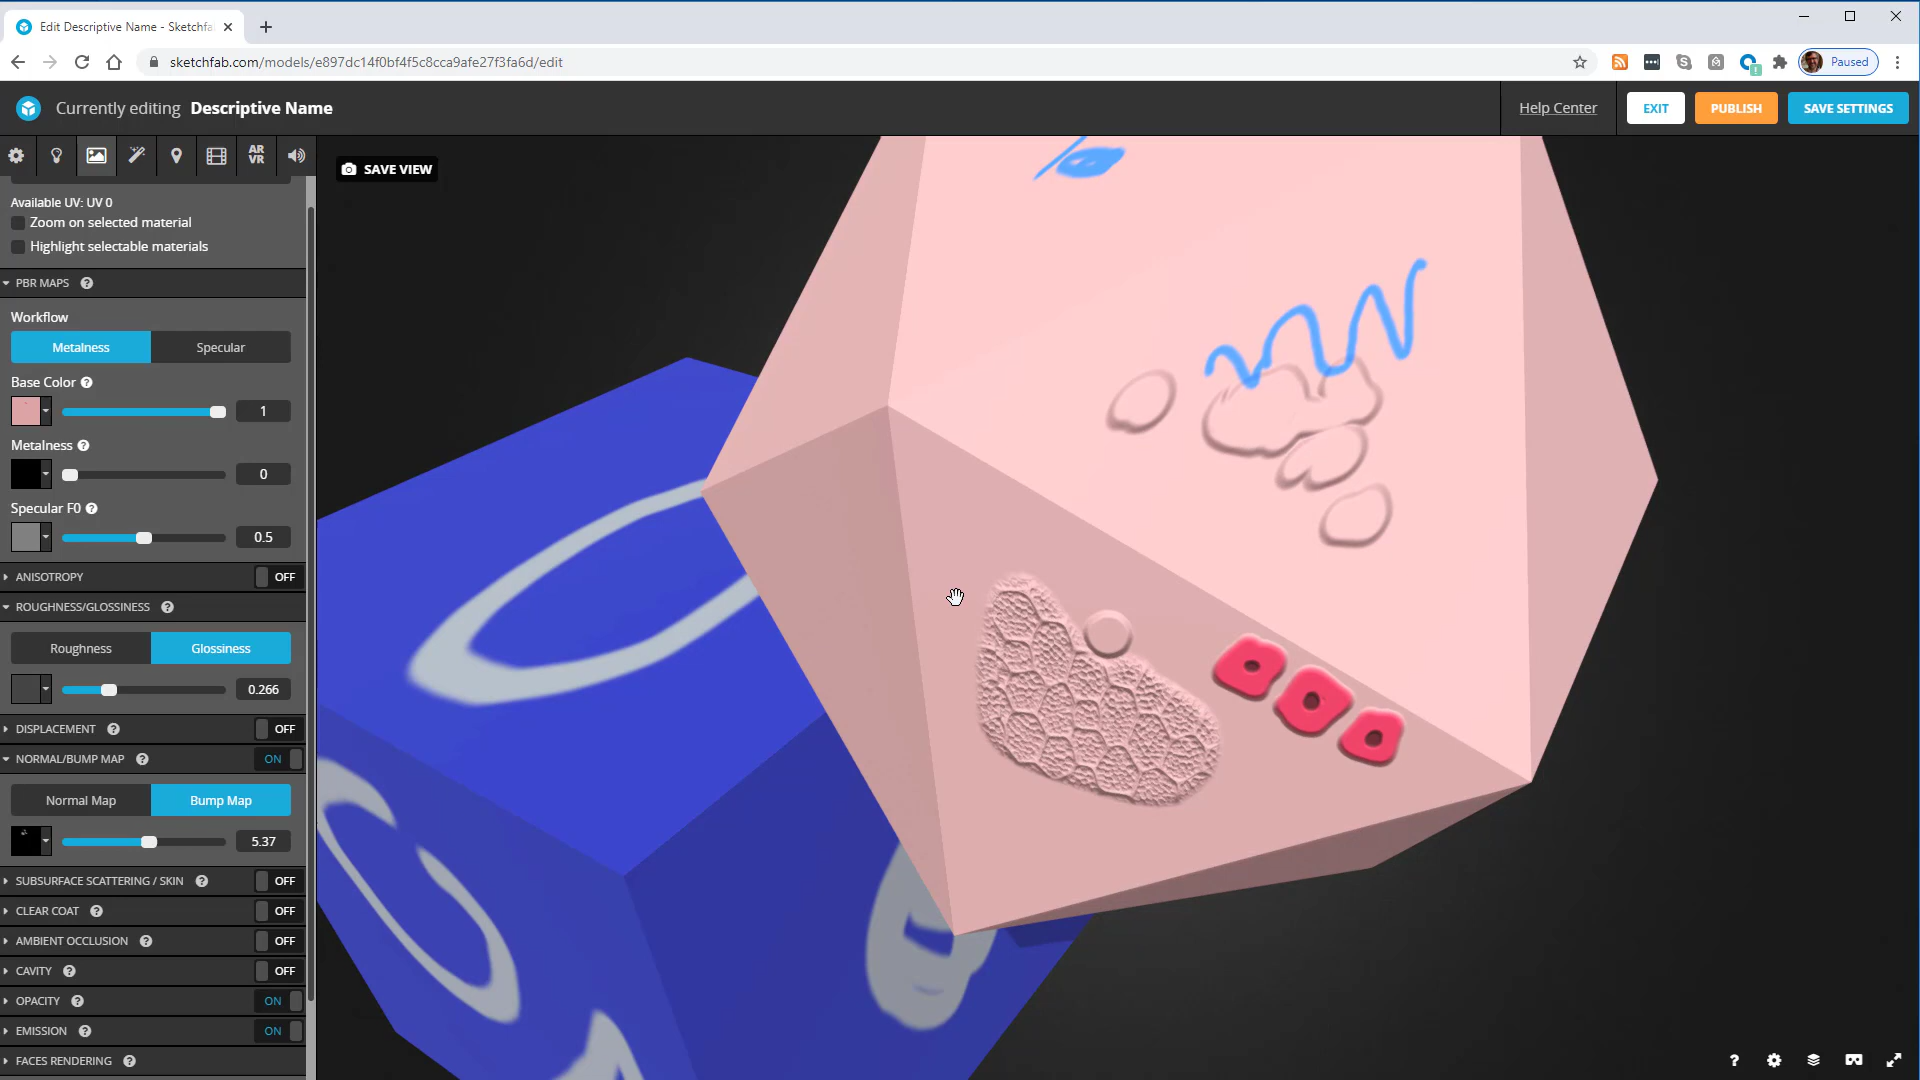 Edit Descriptive Name - Sketchfa
sketchfab.com/models/e897dc14f0bf4f5c8cca9afe27f3fa6d/edit
Paused
Currently editing Descriptive Name
Help Center
EXIT
PUBLISH
SAVE SETTINGS
AR
VR
SAVE VIEW
Available UV: UV 0
Zoom on selected material
Highlight selectable materials
PBR MAPS ?
Workflow
Metalness
Specular
Base Color ?
1
Metalness ?
0
Specular F0 ?
0.5
ANISOTROPY OFF
ROUGHNESS/GLOSSINESS ?
Roughness
Glossiness
0.266
DISPLACEMENT ? OFF
NORMAL/BUMP MAP ? ON
Normal Map
Bump Map
5.37
SUBSURFACE SCATTERING / SKIN ? OFF
CLEAR COAT ? OFF
AMBIENT OCCLUSION ? OFF
CAVITY ? OFF
OPACITY ? ON
EMISSION ? ON
FACES RENDERING ?
?